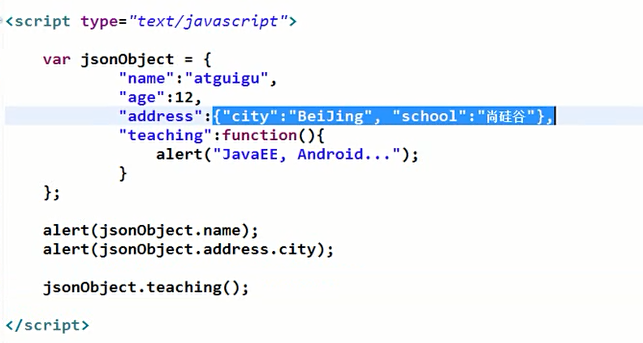 <script type="text/javascript">
var jsonObject = {
"name":"atguigu",
"age":12,
"address":{"city":"BeiJing", "school":"尚硅谷"},
"teaching":function(){
alert("JavaEE, Android...");
}
};
alert(jsonObject.name);
alert(jsonObject.address.city);
jsonObject.teaching();
</script>